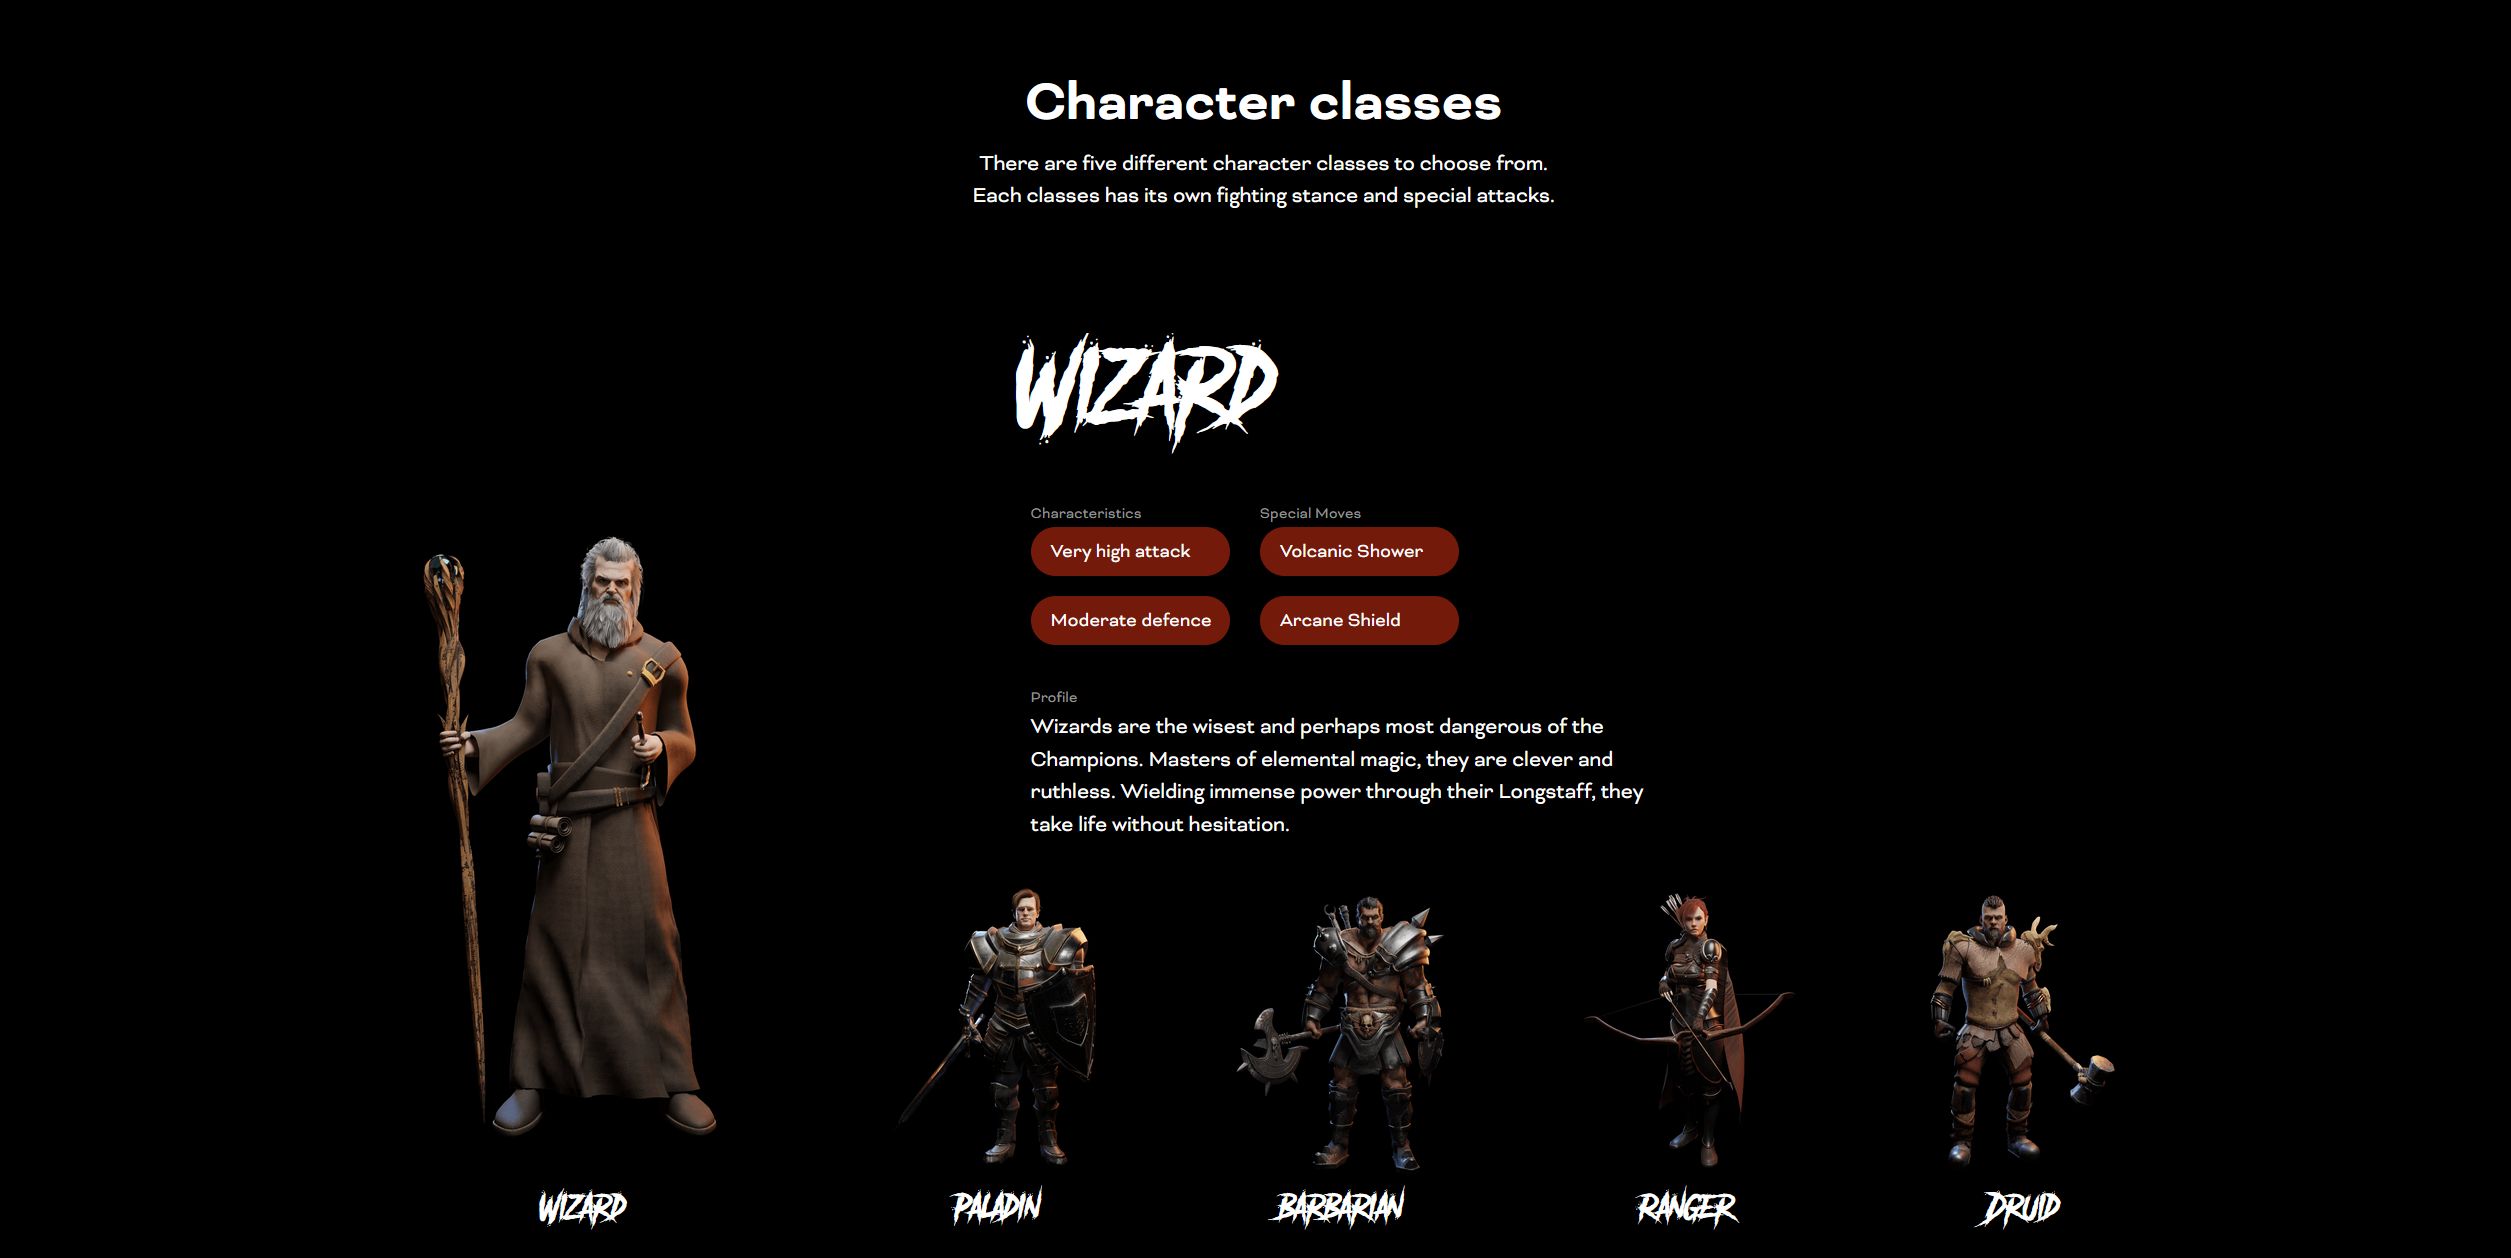 Character classes
There are five different character classes to choose from.
Each classes has its own fighting stance and special attacks.
WIZARD
Characteristics
Special Moves
Very high attack
Volcanic Shower
Moderate defence
Arcane Shield
Profile
Wizards are the wisest and perhaps most dangerous of the
Champions. Masters of elemental magic, they are clever and
ruthless. Wielding immense power through their Longstaff, they
take life without hesitation.
WIZARD
PALADIN
BARBARIAN
RANGER
DRUID